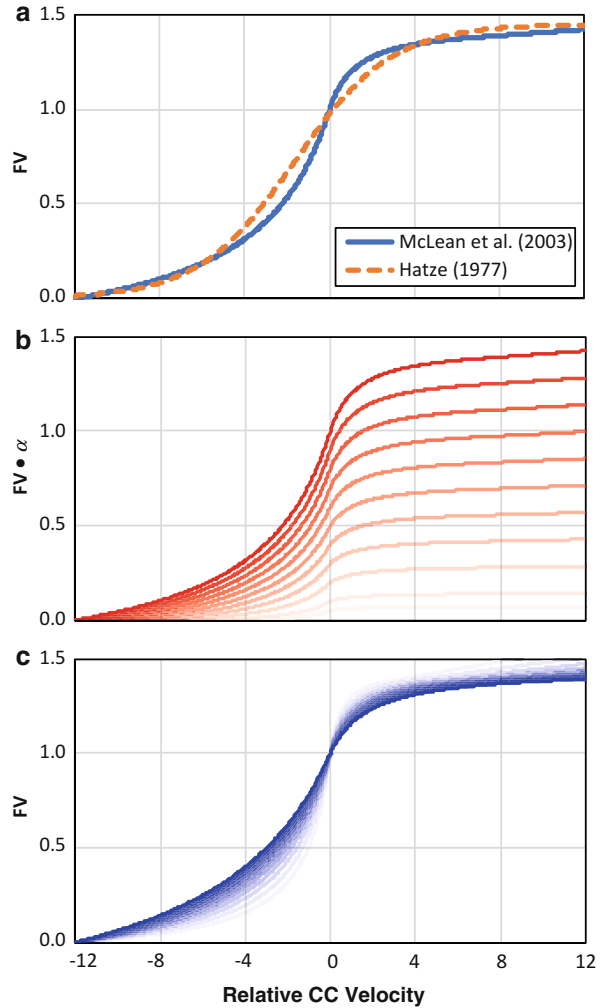 a
1.5
1.0
0.5
0.0
FV
McLean et al. (2003)
Hatze (1977)
b
1.5
1.0
0.5
0.0
FV • α
c
1.5
1.0
0.5
0.0
FV
-12 -8 -4 0 4 8 12
Relative CC Velocity